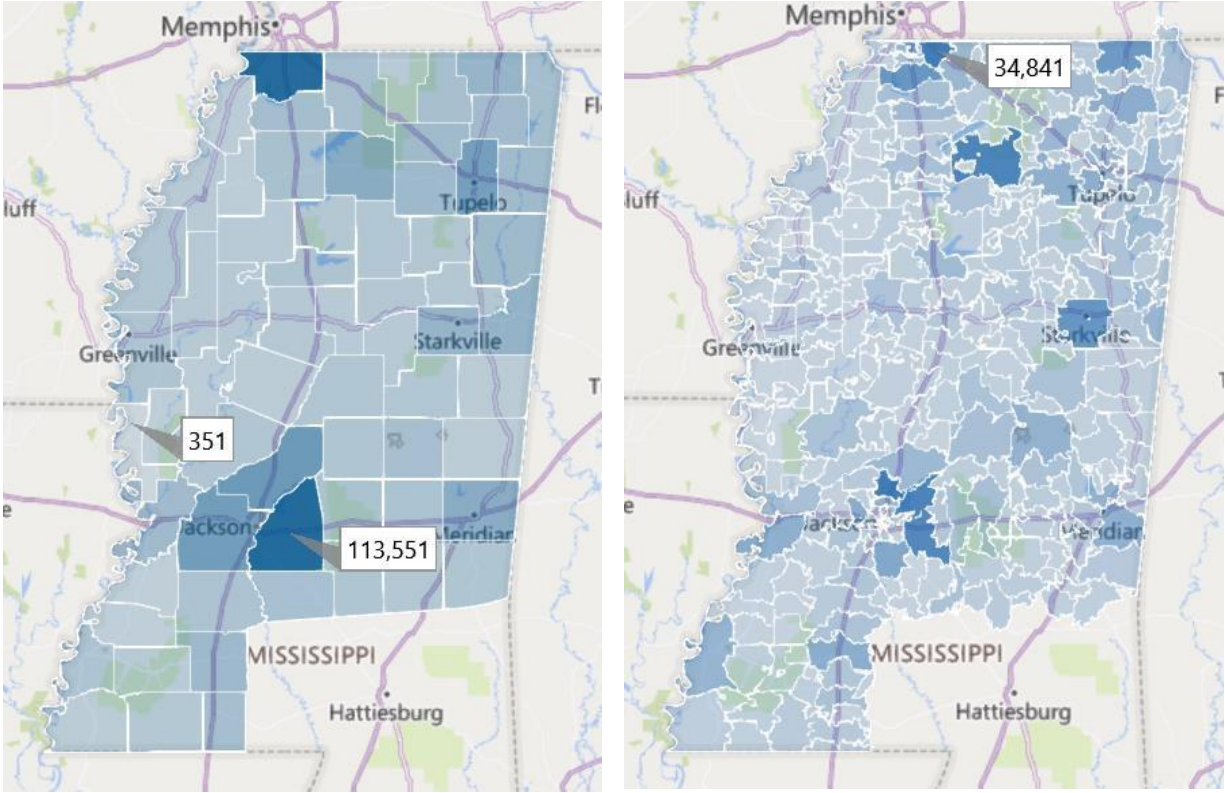 Memphis
Tupelo
Starkville
Greenville
351
Jackson
113,551
Meridian
MISSISSIPPI
Hattiesburg
luff
Fl
T
e
Memphis
34,841
Tupelo
Starkville
Greenville
Jackson
Meridian
MISSISSIPPI
Hattiesburg
luff
F
T
e